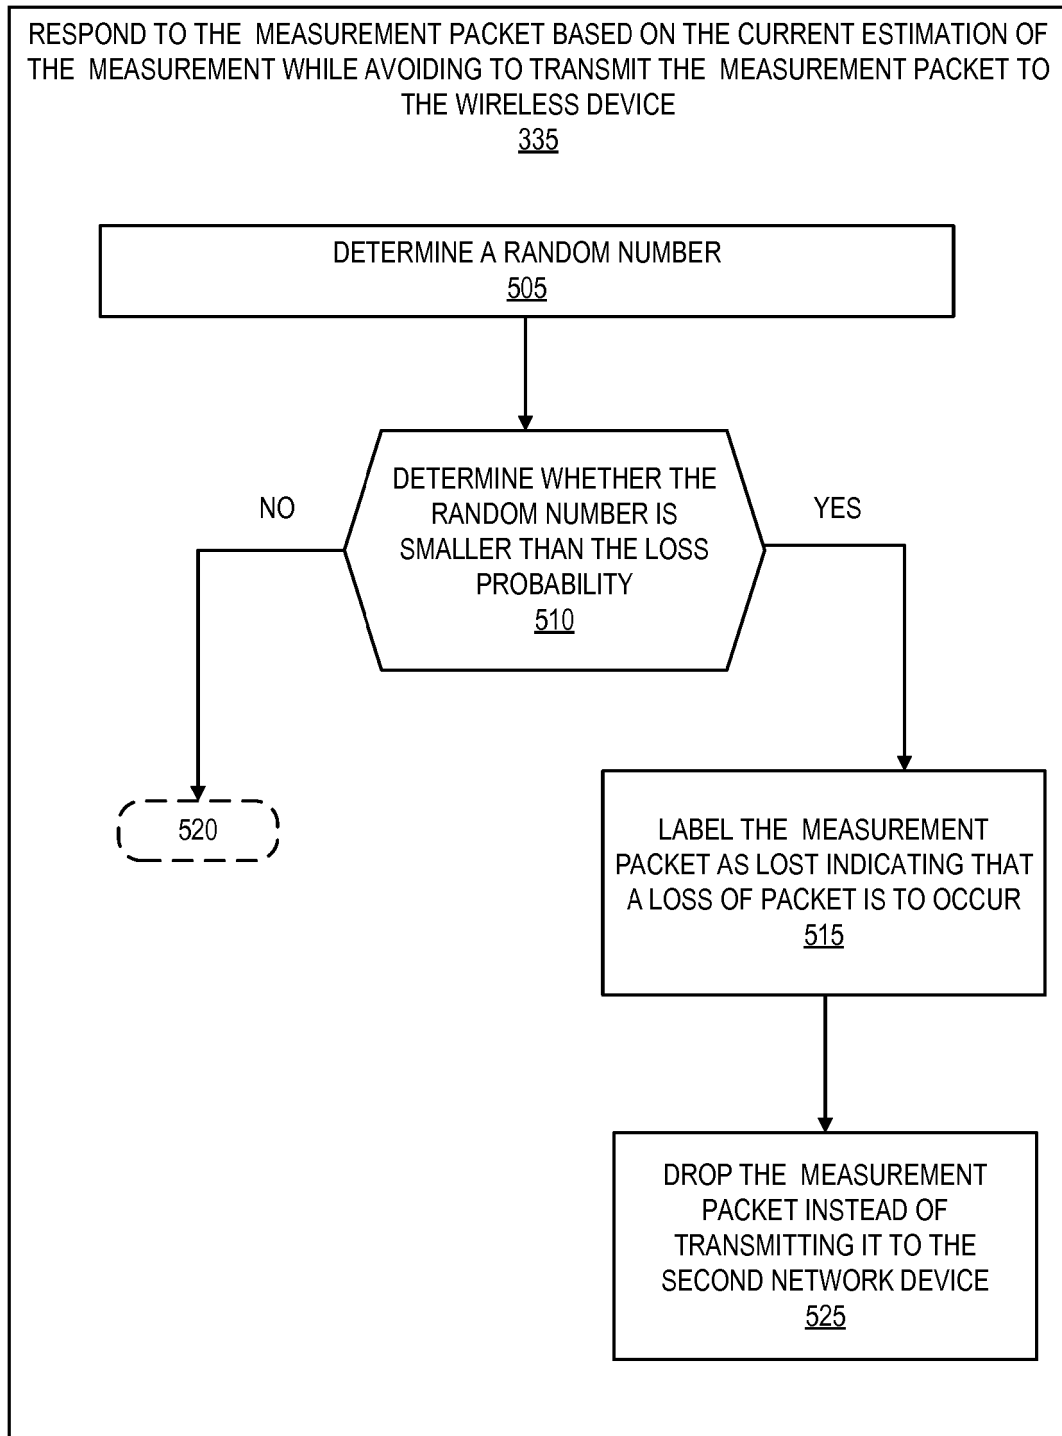 RESPOND TO THE MEASUREMENT PACKET BASED ON THE CURRENT ESTIMATION OF
THE MEASUREMENT WHILE AVOIDING TO TRANSMIT THE MEASUREMENT PACKET TO
THE WIRELESS DEVICE
335
DETERMINE A RANDOM NUMBER
505
DETERMINE WHETHER THE
RANDOM NUMBER IS
SMALLER THAN THE LOSS
PROBABILITY
510
NO
YES
520
LABEL THE MEASUREMENT
PACKET AS LOST INDICATING THAT
A LOSS OF PACKET IS TO OCCUR
515
DROP THE MEASUREMENT
PACKET INSTEAD OF
TRANSMITTING IT TO THE
SECOND NETWORK DEVICE
525